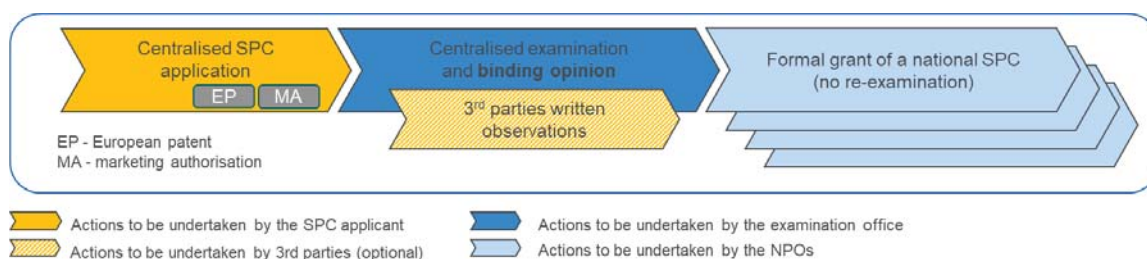 Centralised SPC
application
EP MA
Centralised examination
and binding opinion
3rd parties written
observations
Formal grant of a national SPC
(no re-examination)
EP - European patent
MA - marketing authorisation
Actions to be undertaken by the SPC applicant
Actions to be undertaken by the examination office
Actions to be undertaken by 3rd parties (optional)
Actions to be undertaken by the NPOs